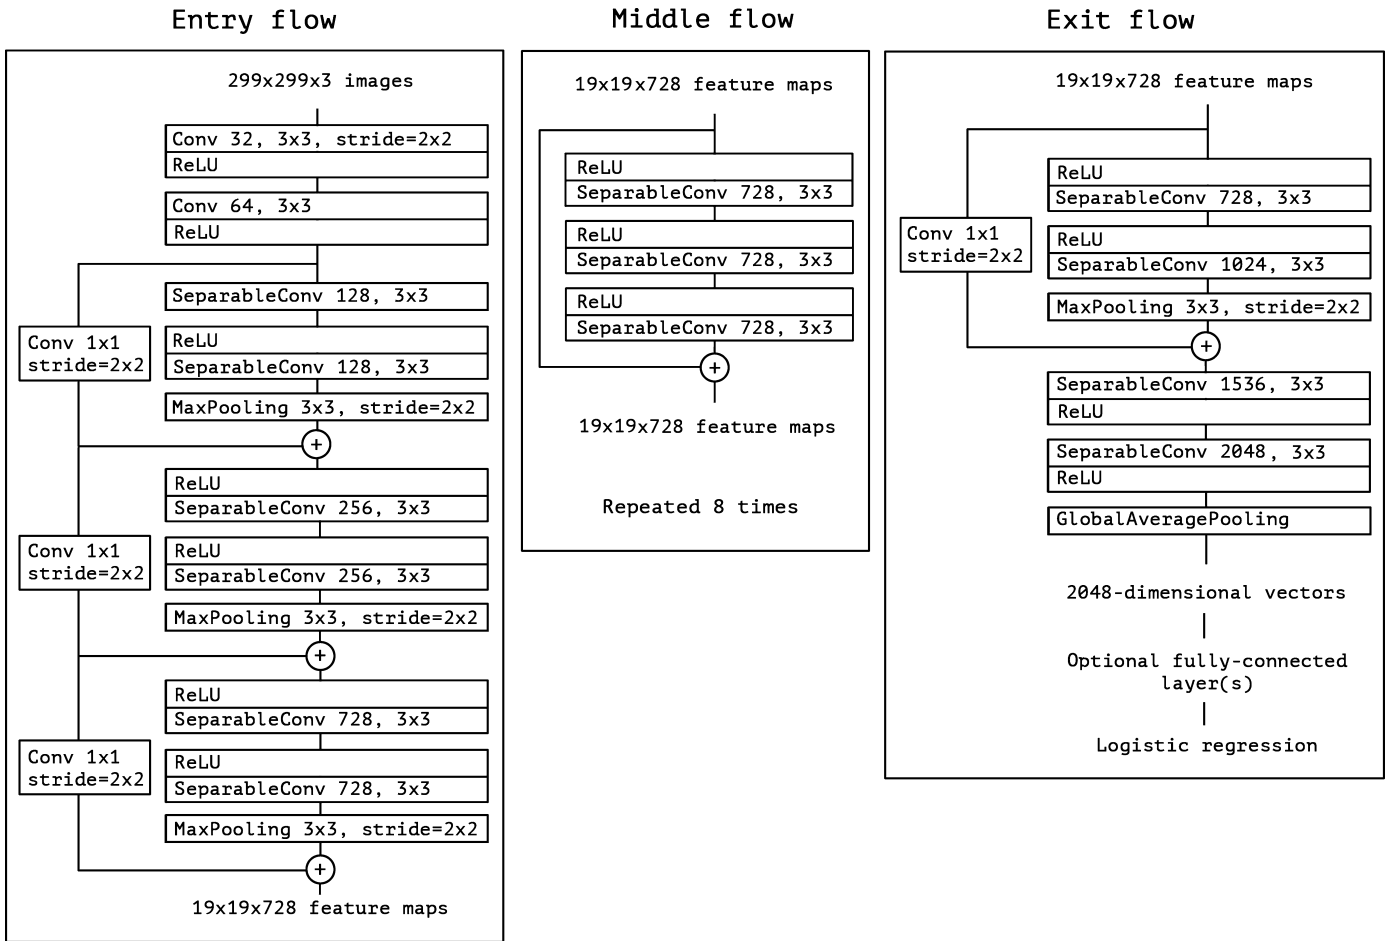 Entry flow
299x299x3 images
Conv 32, 3x3, stride=2x2
ReLU
Conv 64, 3x3
ReLU
SeparableConv 128, 3x3
Conv 1x1
stride=2x2
ReLU
SeparableConv 128, 3x3
MaxPooling 3x3, stride=2x2
+
ReLU
SeparableConv 256, 3x3
Conv 1x1
stride=2x2
ReLU
SeparableConv 256, 3x3
MaxPooling 3x3, stride=2x2
+
ReLU
SeparableConv 728, 3x3
Conv 1x1
stride=2x2
ReLU
SeparableConv 728, 3x3
MaxPooling 3x3, stride=2x2
+
19x19x728 feature maps
Middle flow
19x19x728 feature maps
ReLU
SeparableConv 728, 3x3
ReLU
SeparableConv 728, 3x3
ReLU
SeparableConv 728, 3x3
+
19x19x728 feature maps
Repeated 8 times
Exit flow
19x19x728 feature maps
ReLU
SeparableConv 728, 3x3
Conv 1x1
stride=2x2
ReLU
SeparableConv 1024, 3x3
MaxPooling 3x3, stride=2x2
+
SeparableConv 1536, 3x3
ReLU
SeparableConv 2048, 3x3
ReLU
GlobalAveragePooling
2048-dimensional vectors
Optional fully-connected
layer(s)
Logistic regression